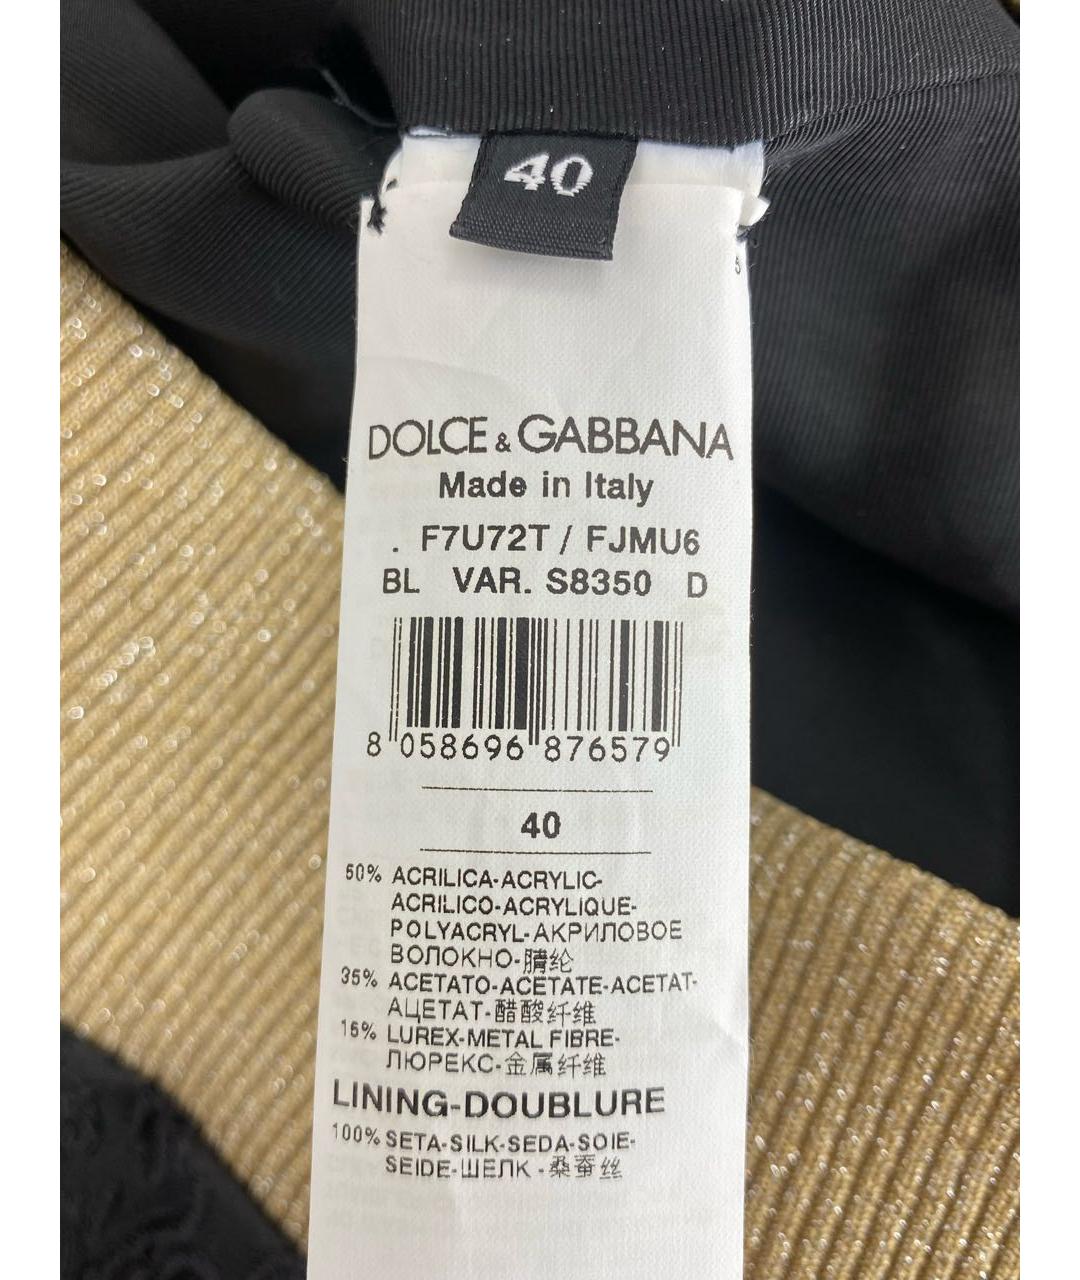 40
5
DOLCE & GABBANA
Made in Italy
. F7U72T / FJMU6
BL VAR. S8350 D
8 058696 876579
40
50% ACRILICA-ACRYLIC-
ACRILICO-ACRYLIQUE-
POLYACRYL-АКРИЛОВОЕ
ВОЛОКНО-腈纶
35% ACETATO-ACETATE-ACETAT-
АЦЕТАТ-醋酸纤维
15% LUREX-METAL FIBRE-
ЛЮРЕКС-金属纤维
LINING-DOUBLURE
100% SETA-SILK-SEDA-SOIE-
SEIDE-ШЕЛК -桑蚕丝